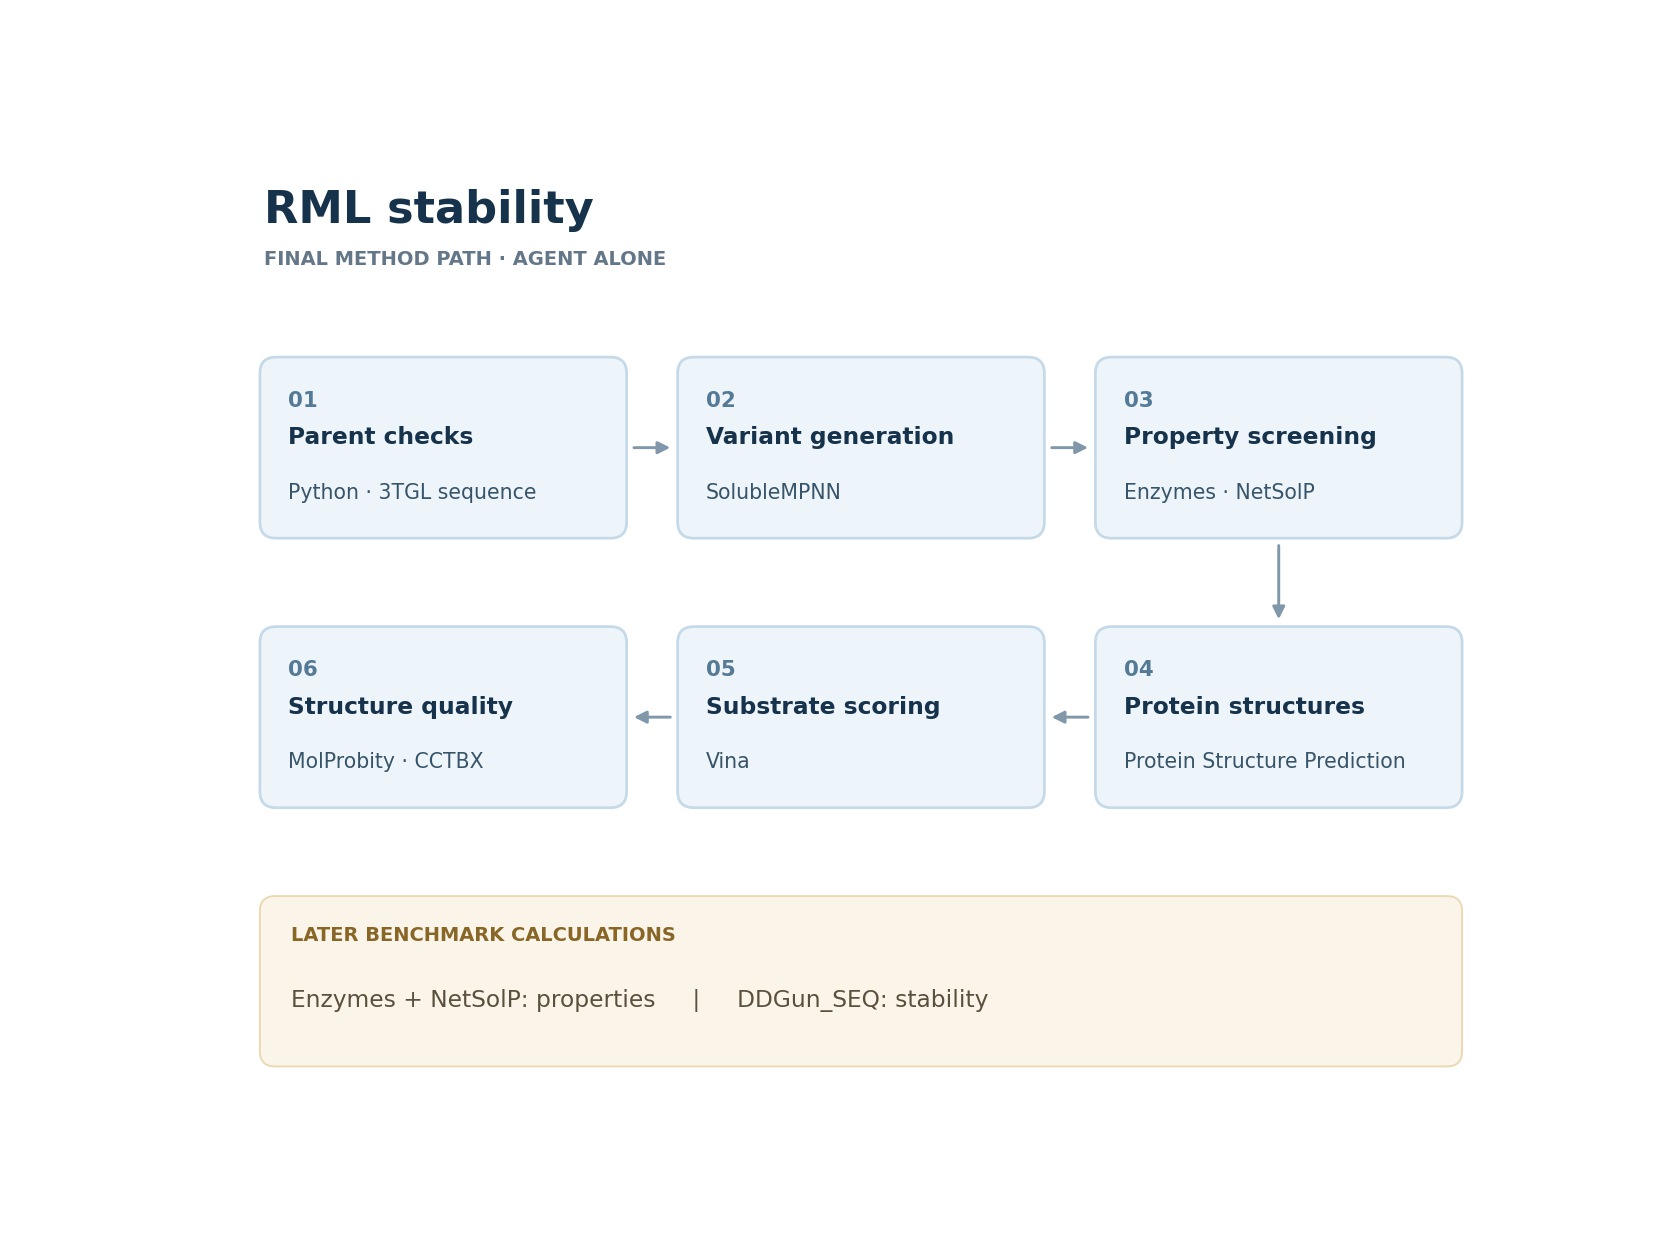 RML stability
FINAL METHOD PATH · AGENT ALONE
01
Parent checks
Python · 3TGL sequence
02
Variant generation
SolubleMPNN
03
Property screening
Enzymes · NetSolP
04
Protein structures
Protein Structure Prediction
05
Substrate scoring
Vina
06
Structure quality
MolProbity · CCTBX
LATER BENCHMARK CALCULATIONS
Enzymes + NetSolP: properties | DDGun_SEQ: stability